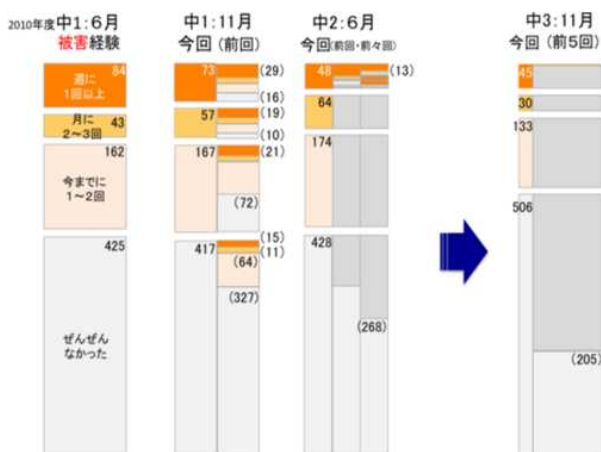 2010年度中1:6月
被害経験
84
週に
1回以上
月に 43
2~3回
162
今までに
1~2回
425
ぜんぜん
なかった
中1:11月
今回(前回)
73
(29)
(16)
57
(19)
(10)
167
(21)
(72)
417
(15)
(11)
(64)
(327)
中2:6月
今回(前回・前々回)
48
(13)
64
174
428
(268)
中3:11月
今回(前5回)
45
30
133
506
(205)